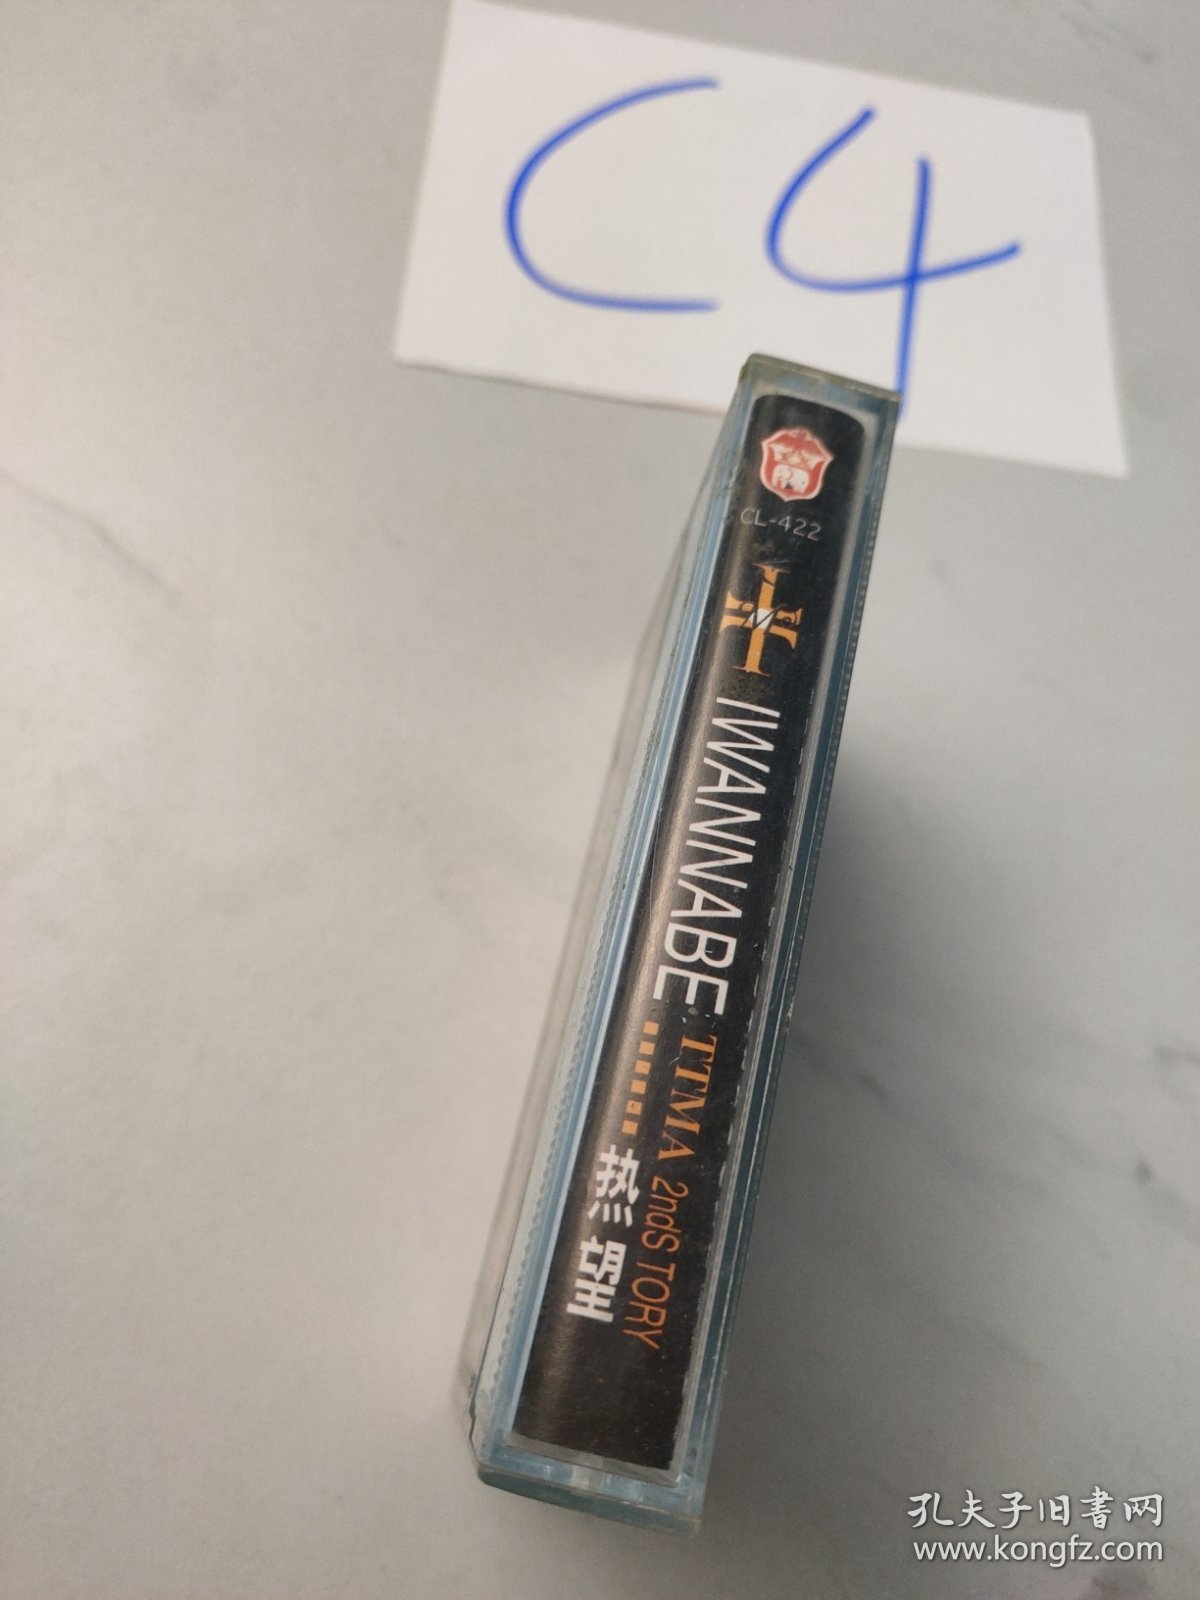 C4
CL-422
IWANNABE
TTMA 2ndS TORY
热望
孔夫子旧书网
www.kongfz.com